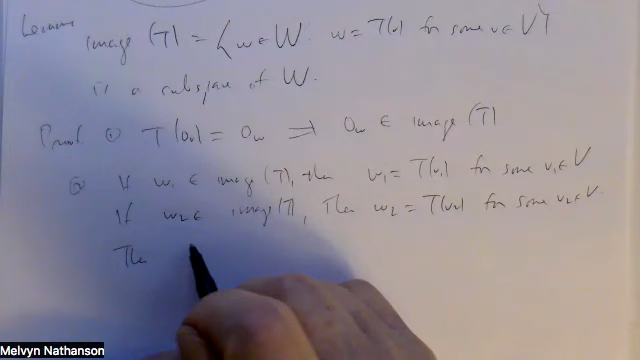 Lemma image (T) = { w ∈ W : w = T(v) for some v ∈ V }
is a subspace of W.
Proof. ① T(0v) = 0w ⇒ 0w ∈ image (T)
② If w1 ∈ image (T), then w1 = T(v1) for some v1 ∈ V
If w2 ∈ image (T), Then w2 = T(v2) for some v2 ∈ V.
The
Melvyn Nathanson